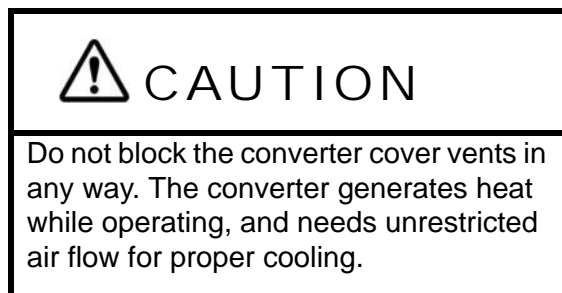 CAUTION
Do not block the converter cover vents in
any way. The converter generates heat
while operating, and needs unrestricted
air flow for proper cooling.